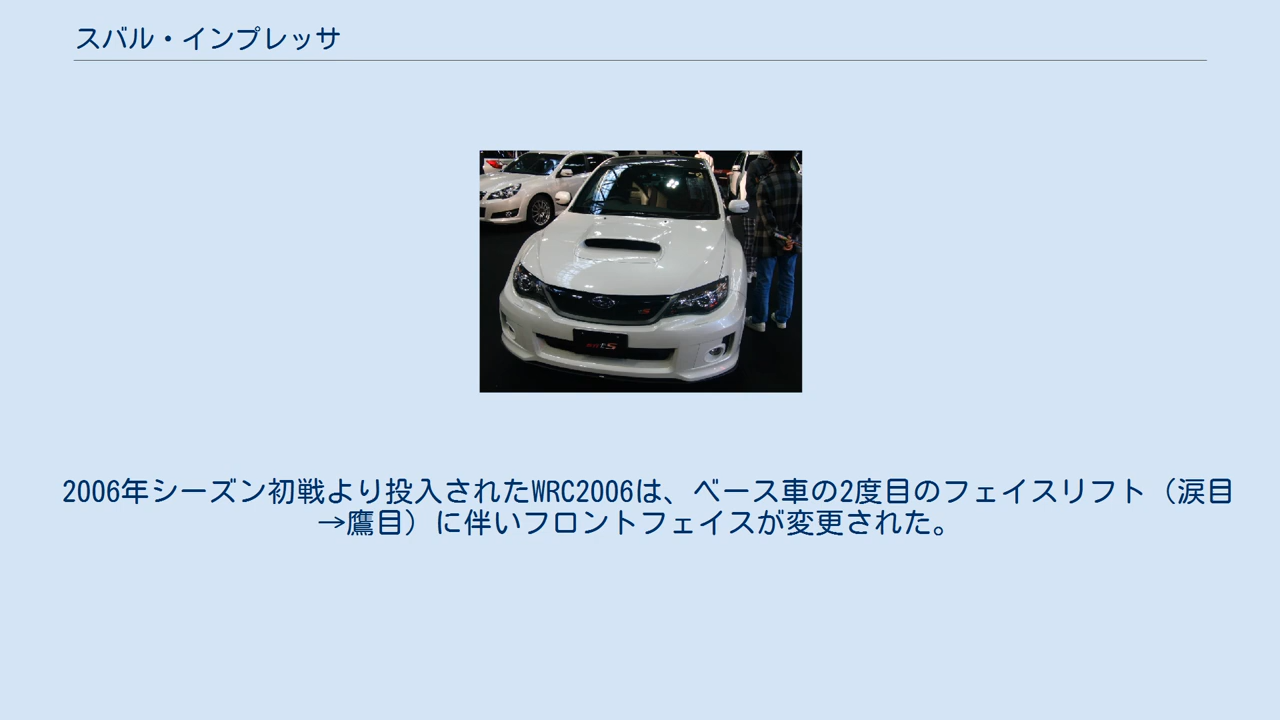 スバル・インプレッサ
2006年シーズン初戦より投入されたWRC2006は、ベース車の2度目のフェイスリフト（涙目
→鷹目）に伴いフロントフェイスが変更された。